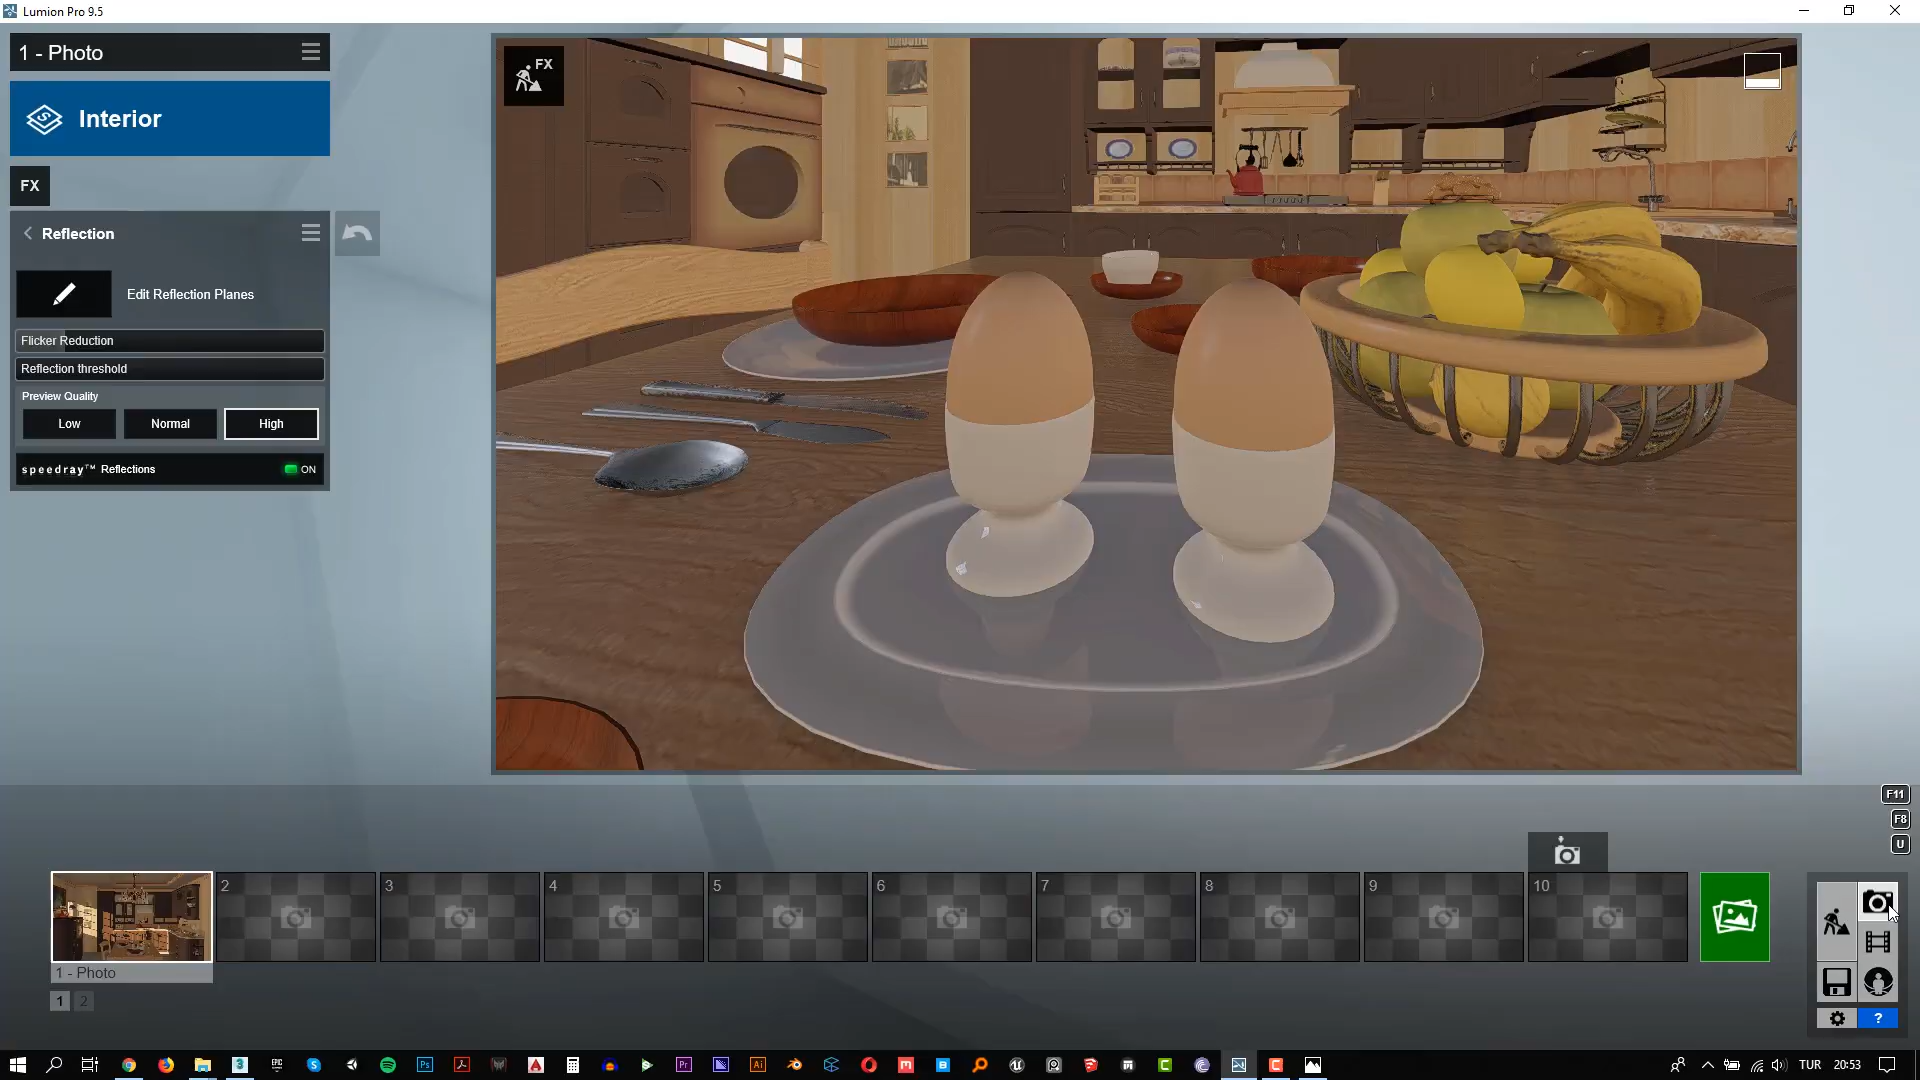 Lumion Pro 9.5
1 - Photo
Interior
FX
FX
Reflection
Edit Reflection Planes
Flicker Reduction
Reflection threshold
Preview Quality
Low Normal High
speedray™ Reflections ON
F11
F8
U
2 3 4 5 6 7 8 9 10
1 - Photo
1 2
?
TUR 20:53